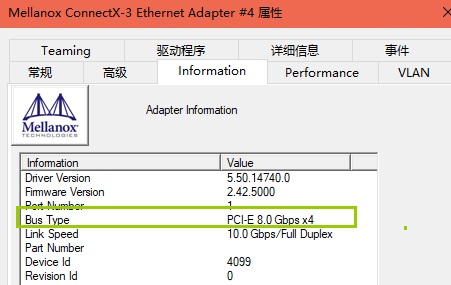 Mellanox ConnectX-3 Ethernet Adapter #4 属性
Teaming 驱动程序 详细信息 事件
常规 高级 Information Performance VLAN
Mellanox
TECHNOLOGIES
Adapter Information
Information Value
Driver Version 5.50.14740.0
Firmware Version 2.42.5000
Port Number 1
Bus Type PCI-E 8.0 Gbps x4
Link Speed 10.0 Gbps/Full Duplex
Part Number
Device Id 4099
Revision Id 0